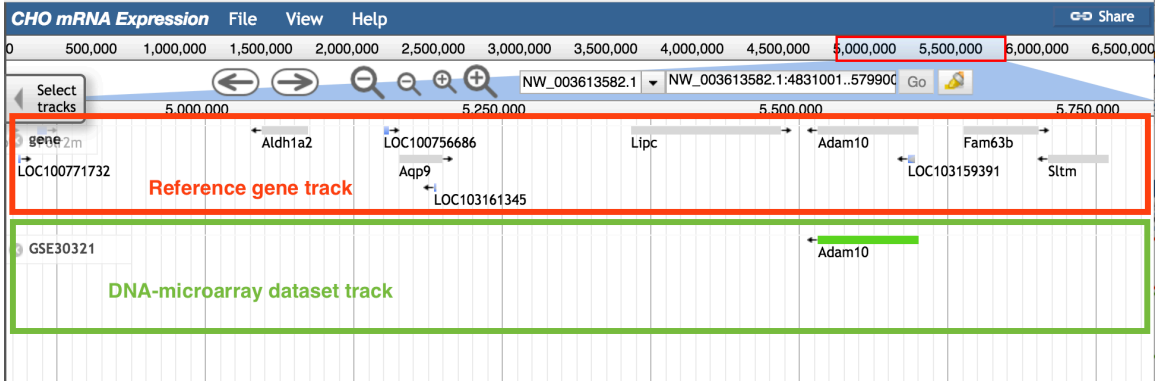 CHO mRNA Expression File View Help Share
0 500,000 1,000,000 1,500,000 2,000,000 2,500,000 3,000,000 3,500,000 4,000,000 4,500,000 5,000,000 5,500,000 6,000,000 6,500,000
Select
tracks
NW_003613582.1 NW_003613582.1:4831001..579900 Go
5,000,000 5,250,000 5,500,000 5,750,000
gene
Aldh1a2 LOC100756686 Lipc Adam10 Fam63b
LOC100771732 Aqp9 LOC103159391 Sltm
Reference gene track
LOC103161345
GSE30321
Adam10
DNA-microarray dataset track